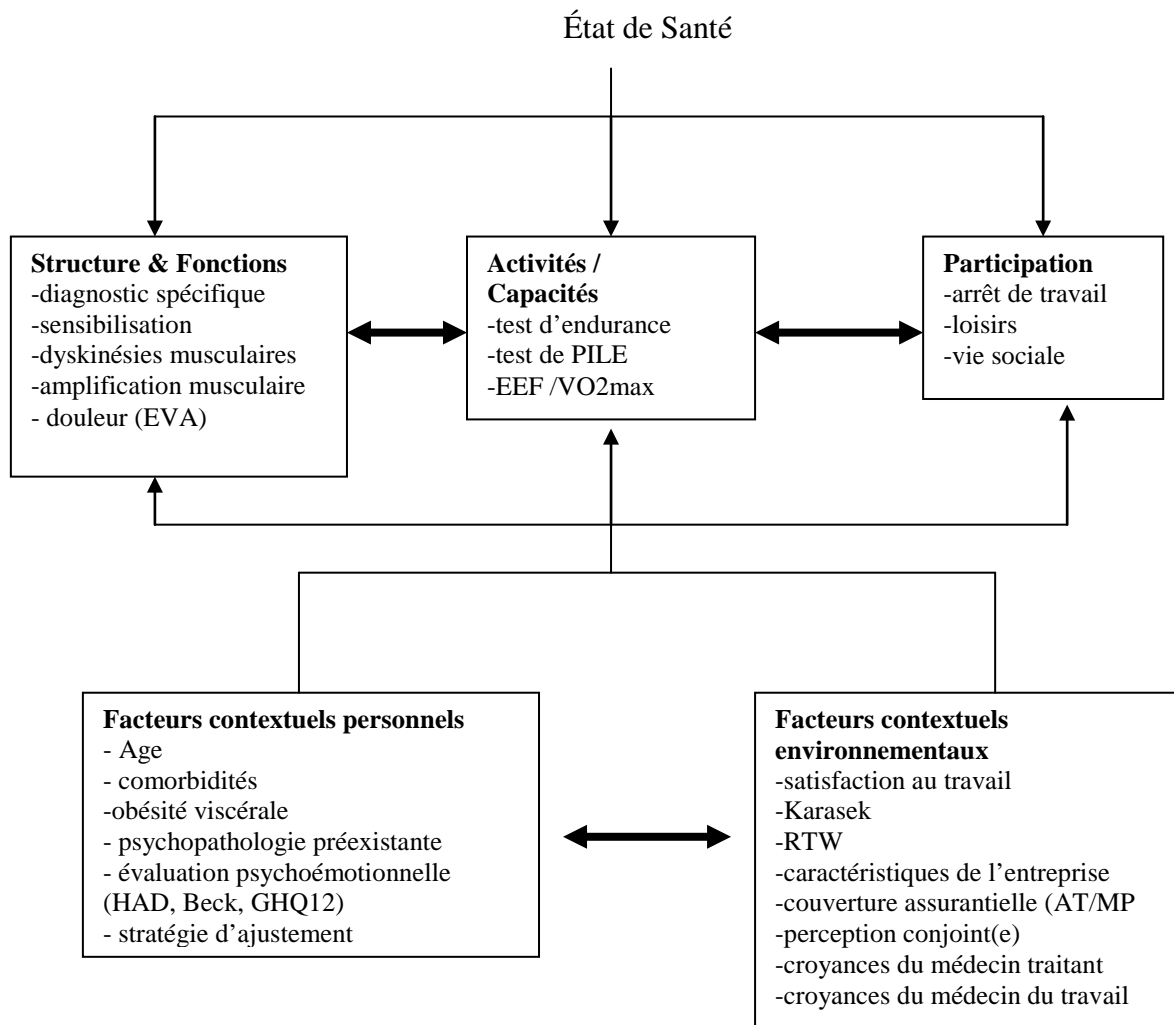 État de Santé
Structure & Fonctions
-diagnostic spécifique
-sensibilisation
-dyskinésies musculaires
-amplification musculaire
- douleur (EVA)
Activités /
Capacités
-test d’endurance
-test de PILE
-EEF /VO2max
Participation
-arrêt de travail
-loisirs
-vie sociale
Facteurs contextuels personnels
- Age
- comorbidités
-obésité viscérale
- psychopathologie préexistante
- évaluation psychoémotionnelle
(HAD, Beck, GHQ12)
- stratégie d’ajustement
Facteurs contextuels
environnementaux
-satisfaction au travail
-Karasek
-RTW
-caractéristiques de l’entreprise
-couverture assurantielle (AT/MP
-perception conjoint(e)
-croyances du médecin traitant
-croyances du médecin du travail